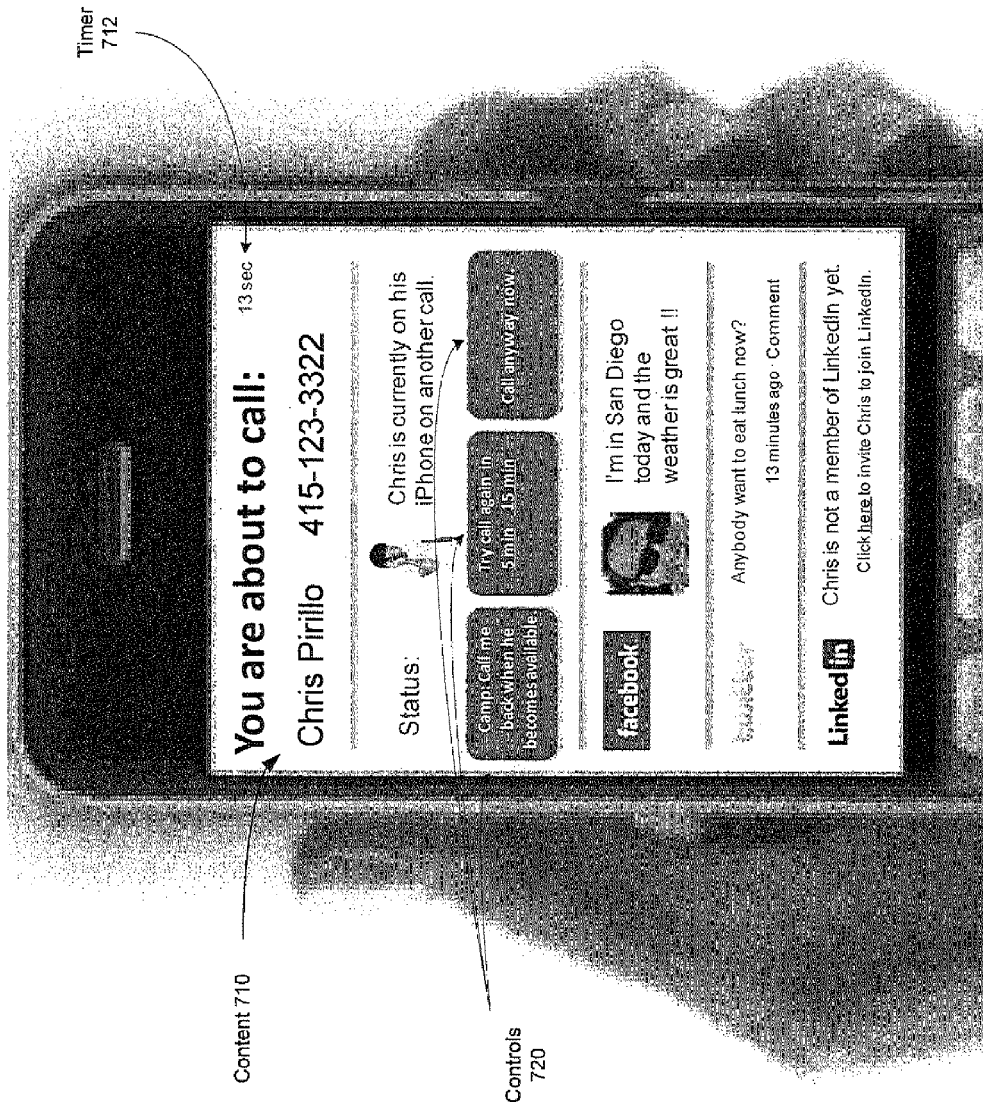 Timer
712
Content 710
Controls
720
You are about to call:
13 sec
Chris Pirillo 415-123-3322
Status:
Chris is currently on his
iPhone on another call.
Camp-Call me
back when he
becomes available
Try call again in
5 min 15 min
Call anyway now
facebook
I'm in San Diego
today and the
weather is great !!
twitter
Anybody want to eat lunch now?
13 minutes ago · Comment
Linked in
Chris is not a member of LinkedIn yet.
Click here to invite Chris to join LinkedIn.